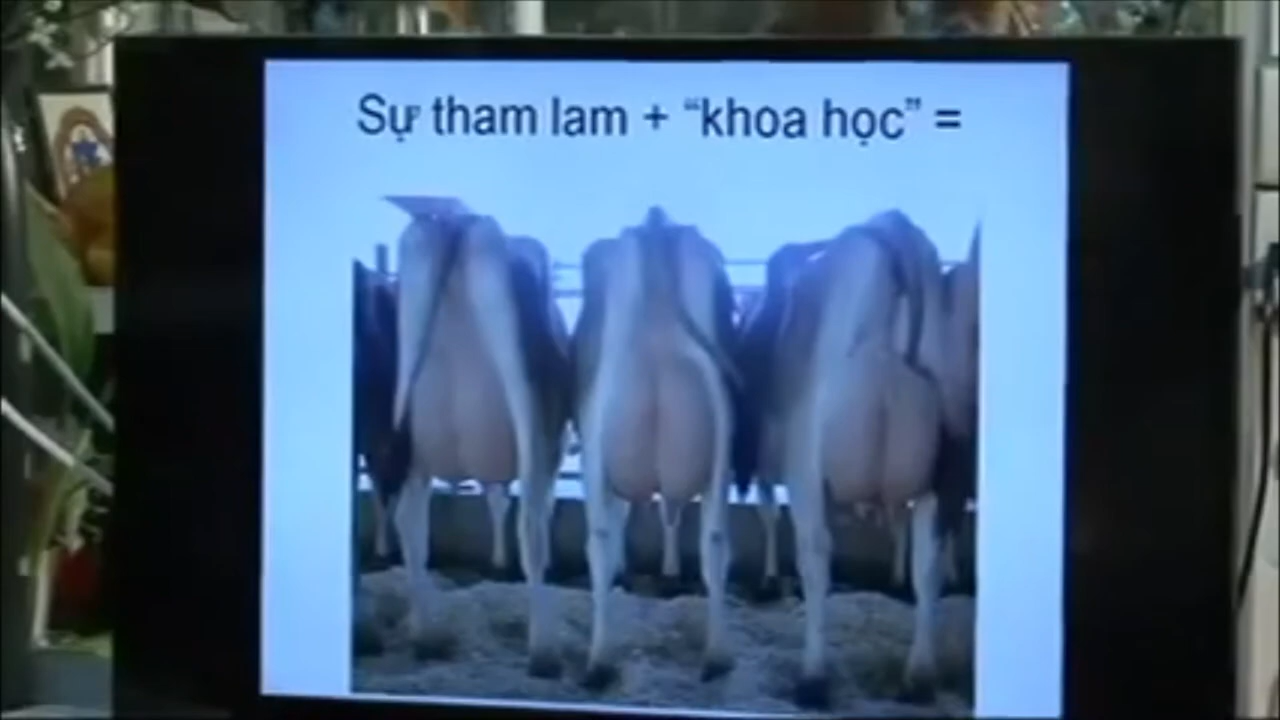 Sự tham lam + “khoa học” =